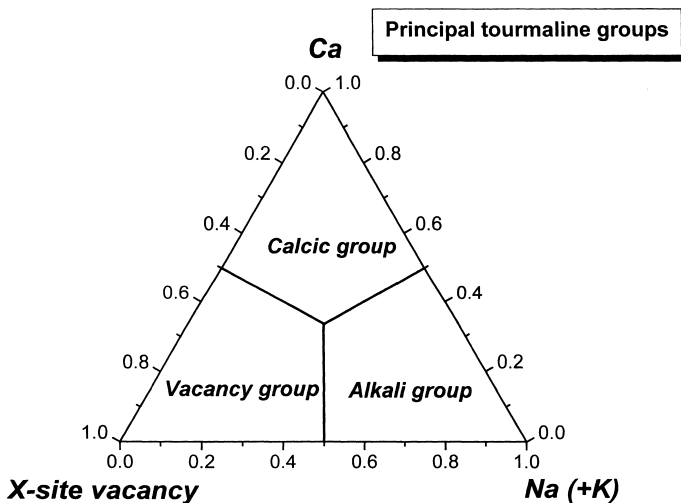 Principal tourmaline groups
Ca
0.0 1.0
0.2 0.8
0.4 0.6
Calcic group
0.6 0.4
0.8 0.2
Vacancy group Alkali group
1.0 0.0
0.0 0.2 0.4 0.6 0.8 1.0
X-site vacancy Na (+K)